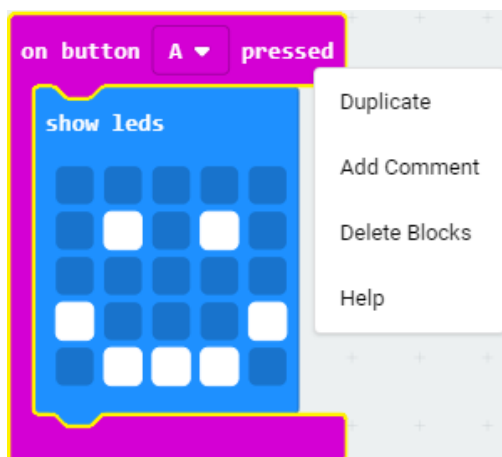 on button A pressed
show leds
Duplicate
Add Comment
Delete Blocks
Help